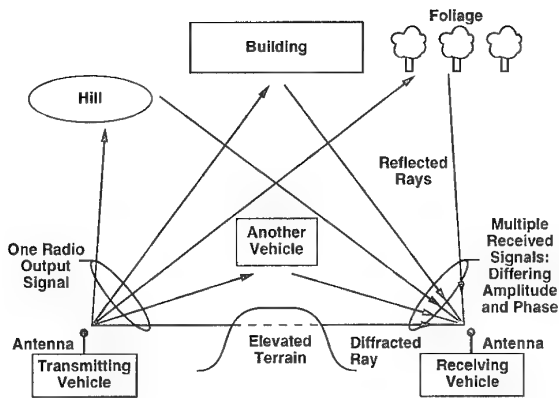 Foliage
Building
Hill
Reflected
Rays
Another
Vehicle
One Radio
Output
Signal
Multiple
Received
Signals:
Differing
Amplitude
and Phase
Antenna
Elevated
Terrain
Diffracted
Ray
Antenna
Transmitting
Vehicle
Receiving
Vehicle